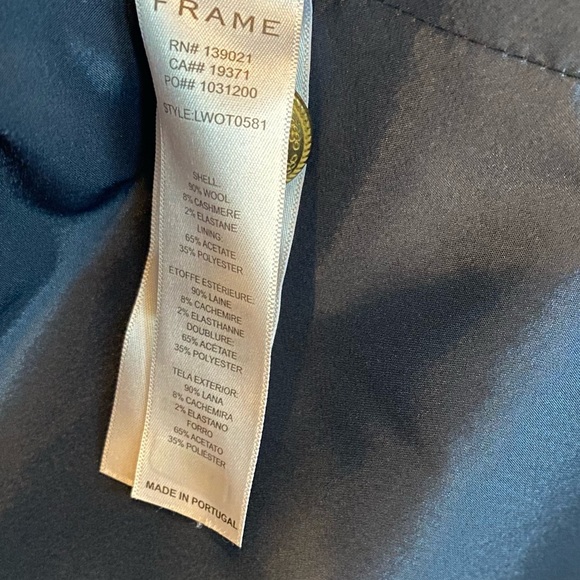 FRAME
RN# 139021
CA## 19371
PO## 1031200
STYLE:LWOT0581
SHELL:
90% WOOL
8% CASHMERE
2% ELASTANE
LINING
65% ACETATE
35% POLYESTER
ETOFFE ESTERIEURE:
90% LAINE
8% CACHEMIRE
2% ELASTHANNE
DOUBLURE:
65% ACÉTATE
35% POLYESTER
TELA EXTERIOR:
90% LANA
8% CACHEMIRA
2% ELASTANO
FORRO
65% ACETATO
35% POLIÉSTER
MADE IN PORTUGAL